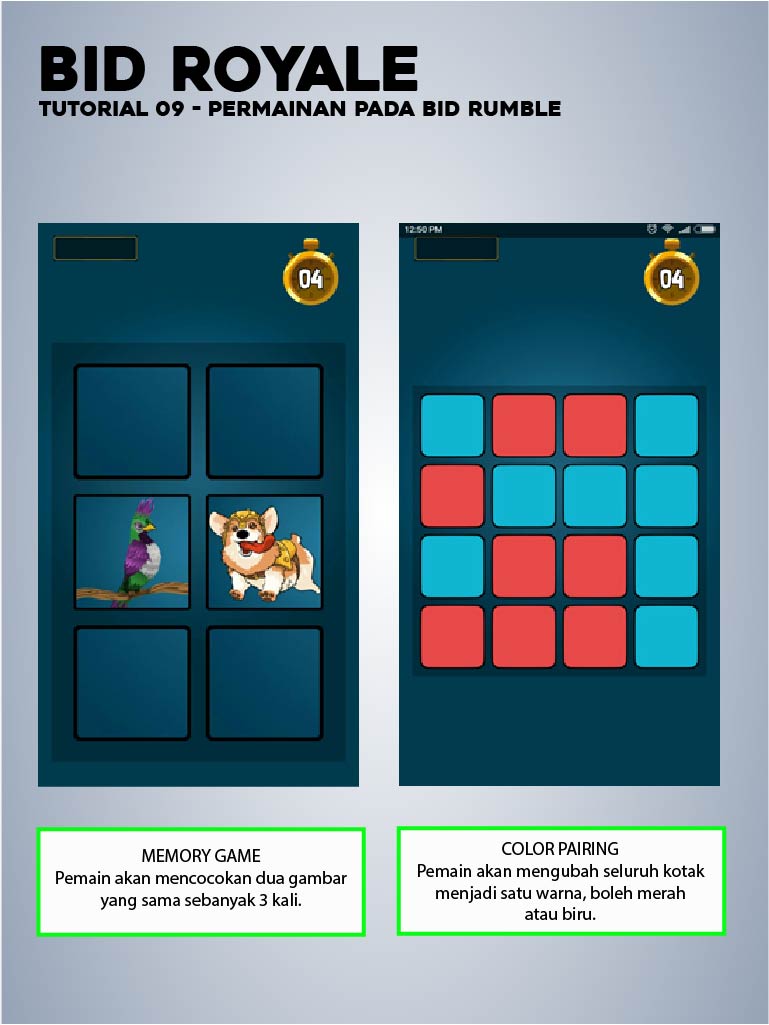 BID ROYALE
TUTORIAL 09 - PERMAINAN PADA BID RUMBLE
04
12:50 PM
04
MEMORY GAME
Pemain akan mencocokan dua gambar
yang sama sebanyak 3 kali.
COLOR PAIRING
Pemain akan mengubah seluruh kotak
menjadi satu warna, boleh merah
atau biru.